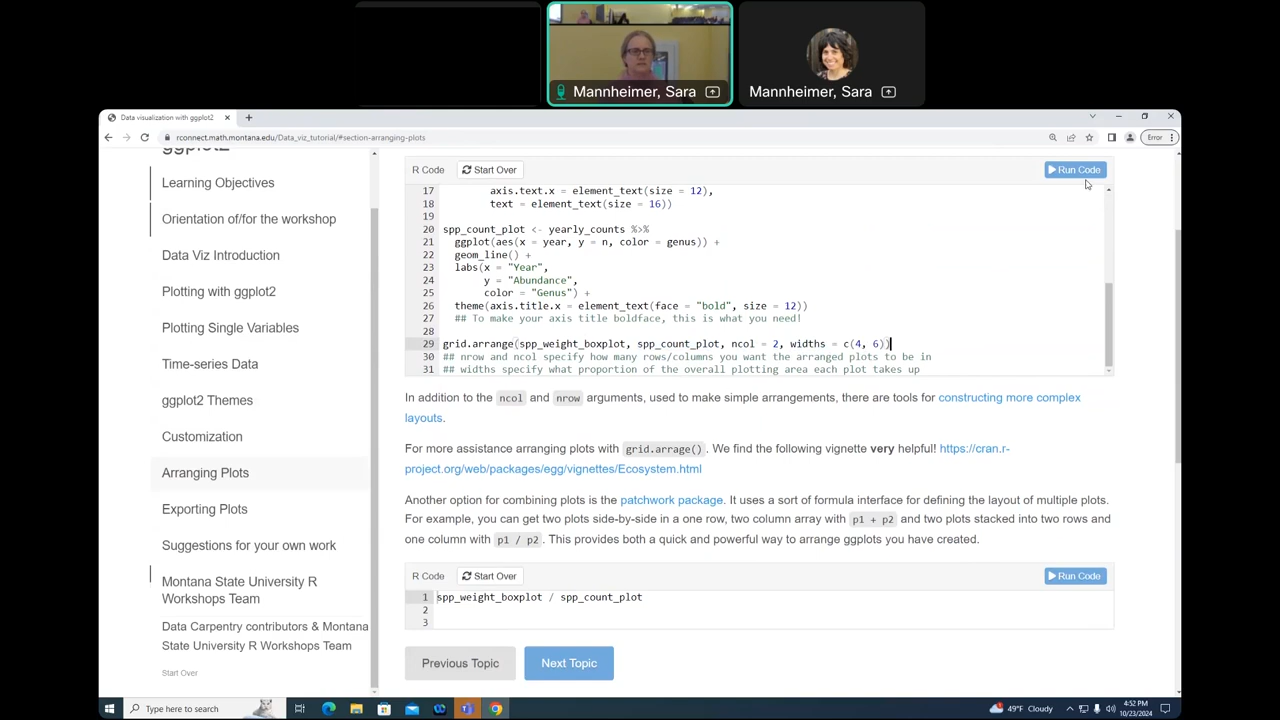 Mannheimer, Sara
Mannheimer, Sara
Data visualization with ggplot2
rconnect.math.montana.edu/Data_viz_tutorial/#section-arranging-plots
Error
ggplot2
Learning Objectives
Orientation of/for the workshop
Data Viz Introduction
Plotting with ggplot2
Plotting Single Variables
Time-series Data
ggplot2 Themes
Customization
Arranging Plots
Exporting Plots
Suggestions for your own work
Montana State University R
Workshops Team
Data Carpentry contributors & Montana
State University R Workshops Team
Start Over
R Code
Start Over
Run Code
17 axis.text.x = element_text(size = 12),
18 text = element_text(size = 16))
19
20 spp_count_plot <- yearly_counts %>%
21 ggplot(aes(x = year, y = n, color = genus)) +
22 geom_line() +
23 labs(x = "Year",
24 y = "Abundance",
25 color = "Genus") +
26 theme(axis.title.x = element_text(face = "bold", size = 12))
27 ## To make your axis title boldface, this is what you need!
28
29 grid.arrange(spp_weight_boxplot, spp_count_plot, ncol = 2, widths = c(4, 6))
30 ## nrow and ncol specify how many rows/columns you want the arranged plots to be in
31 ## widths specify what proportion of the overall plotting area each plot takes up
In addition to the ncol and nrow arguments, used to make simple arrangements, there are tools for constructing more complex
layouts.
For more assistance arranging plots with grid.arrage(). We find the following vignette very helpful! https://cran.r-
project.org/web/packages/egg/vignettes/Ecosystem.html
Another option for combining plots is the patchwork package. It uses a sort of formula interface for defining the layout of multiple plots.
For example, you can get two plots side-by-side in a one row, two column array with p1 + p2 and two plots stacked into two rows and
one column with p1 / p2. This provides both a quick and powerful way to arrange ggplots you have created.
R Code
Start Over
Run Code
1 spp_weight_boxplot / spp_count_plot
2
3
Previous Topic
Next Topic
Type here to search
49°F Cloudy
4:52 PM
10/23/2024